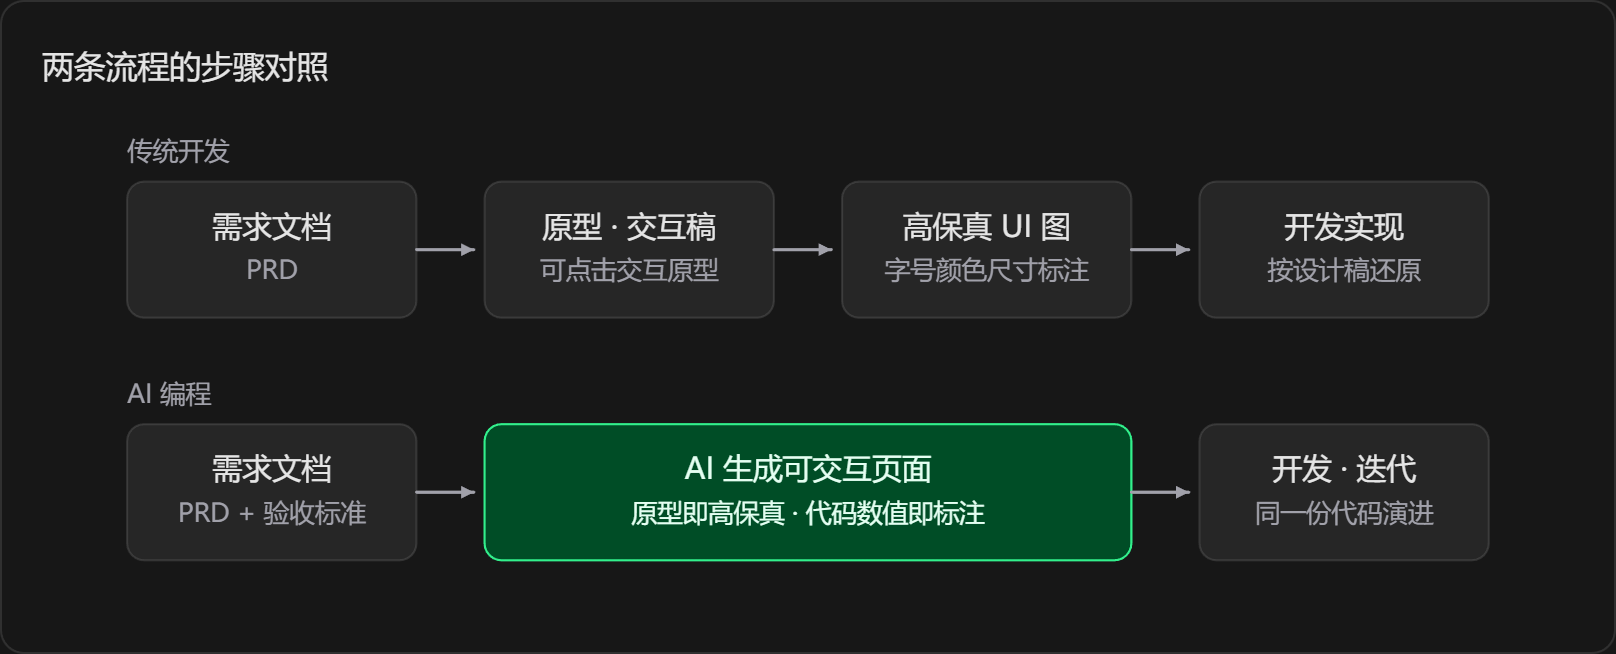 两条流程的步骤对照
传统开发
需求文档
PRD
原型 · 交互稿
可点击交互原型
高保真 UI 图
字号颜色尺寸标注
开发实现
按设计稿还原
AI 编程
需求文档
PRD + 验收标准
AI 生成可交互页面
原型即高保真 · 代码数值即标注
开发 · 迭代
同一份代码演进